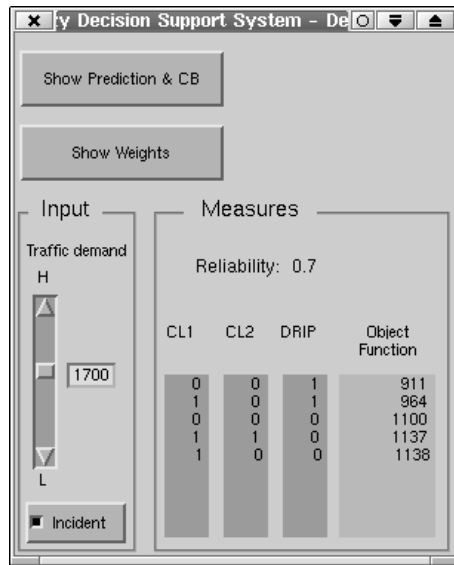 y Decision Support System - De
Show Prediction & CB
Show Weights
Input
Traffic demand
H
1700
L
Incident
Measures
Reliability: 0.7
CL1 CL2 DRIP Object Function
0 0 1 911
1 0 1 964
0 0 0 1100
1 1 0 1137
1 0 0 1138